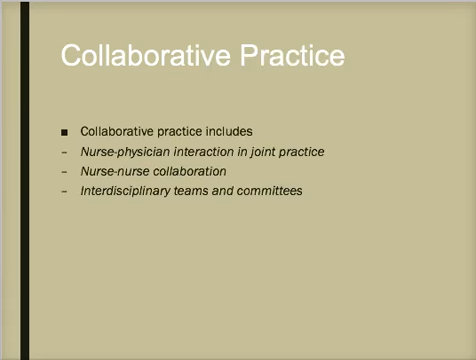 Collaborative Practice
■ Collaborative practice includes
– Nurse-physician interaction in joint practice
– Nurse-nurse collaboration
– Interdisciplinary teams and committees